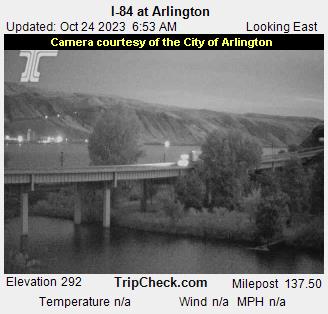 I-84 at Arlington
Updated: Oct 24 2023 6:53 AM Looking East
Camera courtesy of the City of Arlington
Elevation 292 TripCheck.com Milepost 137.50
Temperature n/a Wind n/a MPH n/a